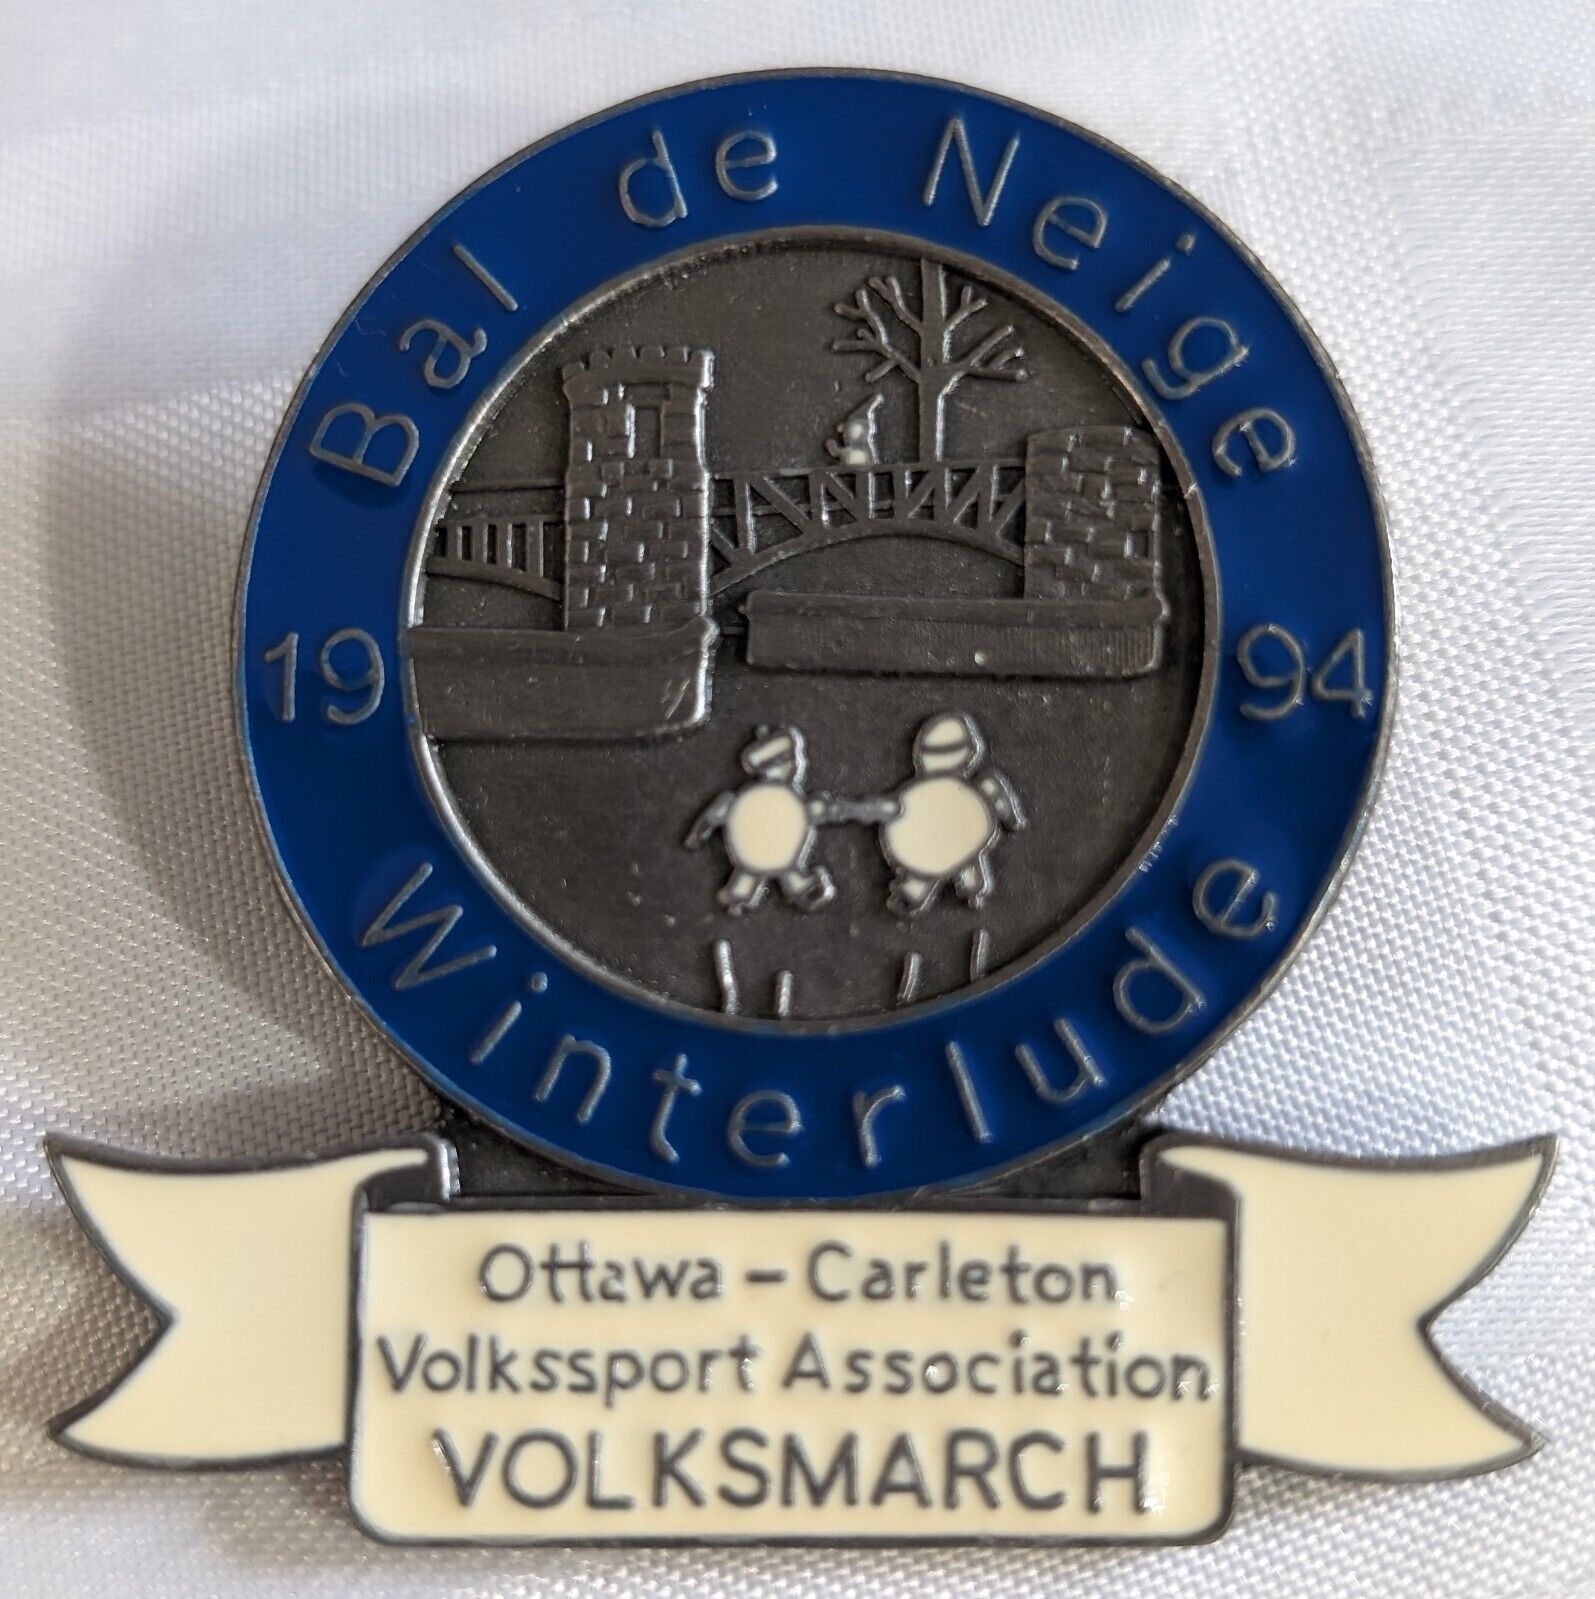 Bal de Neige
19 94
Winterlude
Ottawa - Carleton
Volkssport Association
VOLKSMARCH